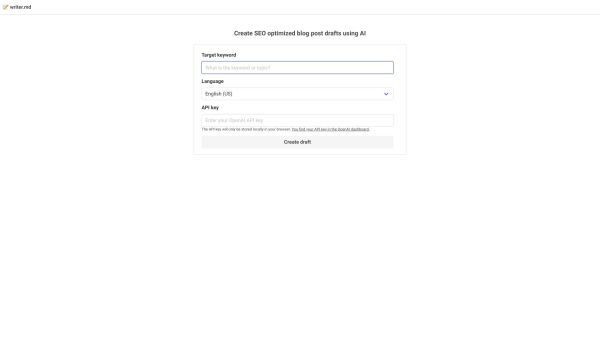 writer.red
Create SEO optimized blog post drafts using AI
Target keyword
What is the keyword or topic?
Language
English (US)
API key
Enter your OpenAI API key
The API key will only be stored locally in your browser. You find your API key in the OpenAI dashboard.
Create draft